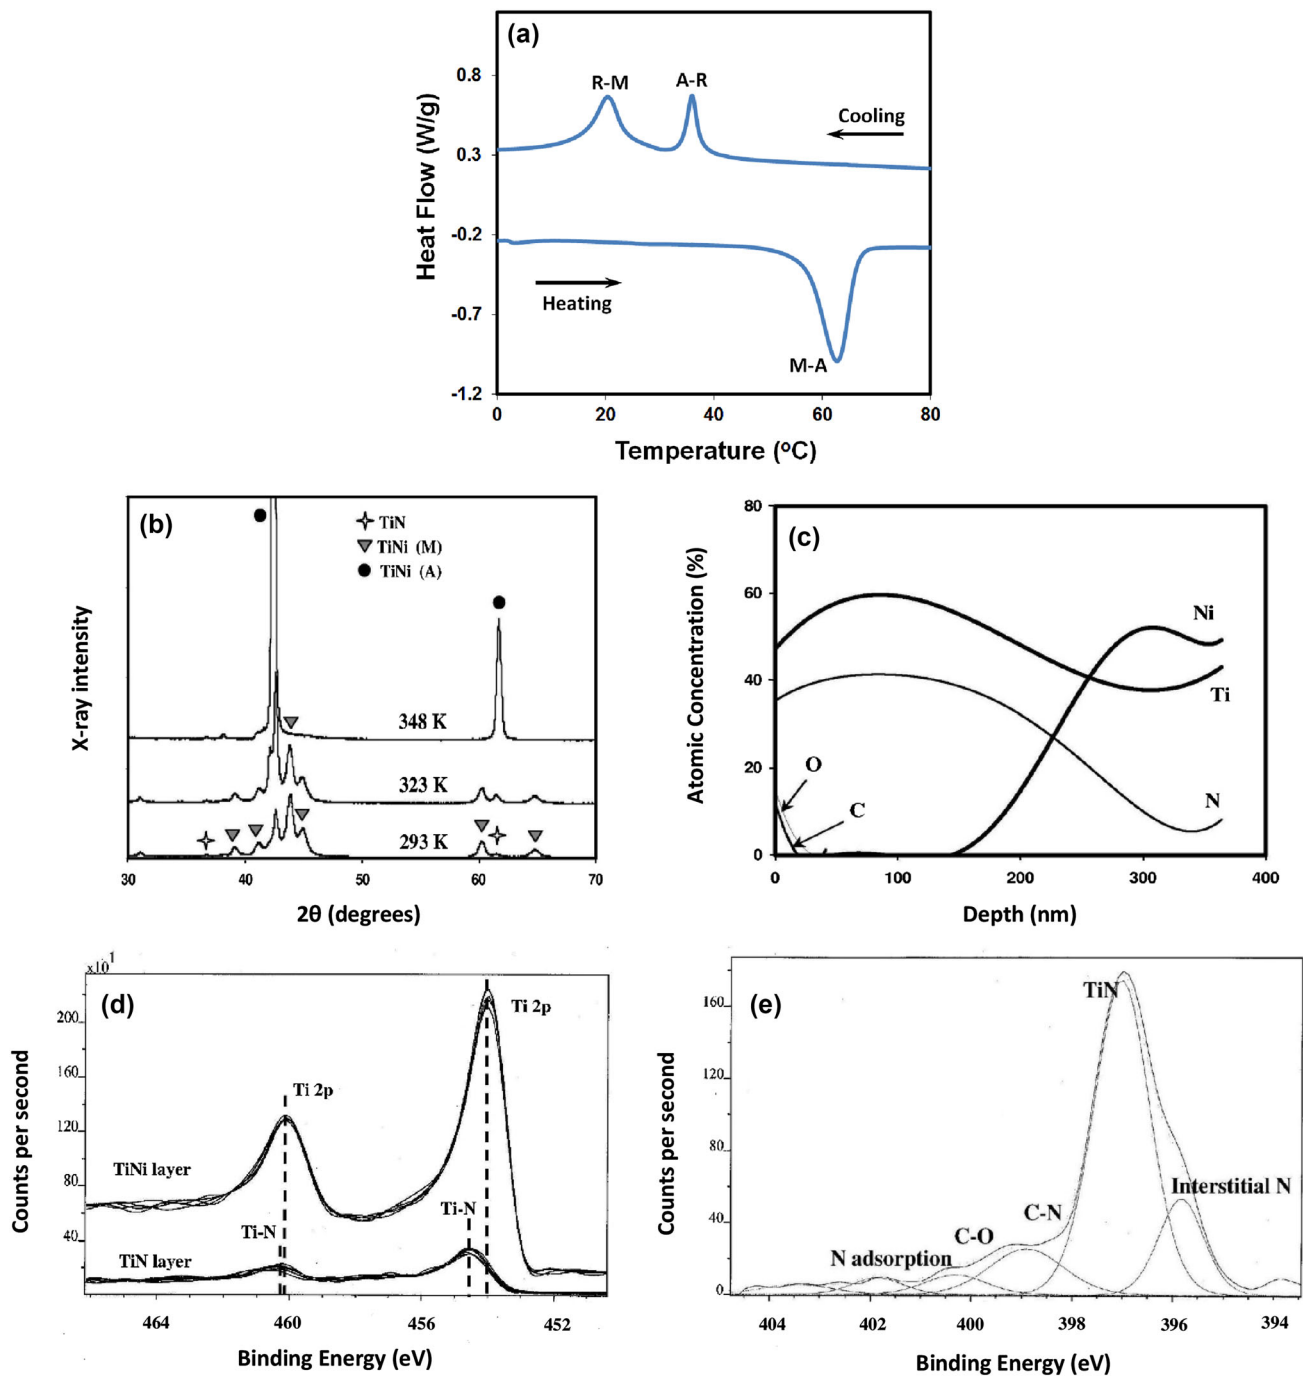 (a)
0.8
0.3
-0.2
-0.7
-1.2
Heat Flow (W/g)
R-M
A-R
Cooling
Heating
M-A
0
20
40
60
80
Temperature (oC)
(b)
TiN
TiNi (M)
TiNi (A)
348 K
323 K
293 K
X-ray intensity
30
40
50
60
70
2θ (degrees)
(c)
80
60
40
20
0
Atomic Concentration (%)
Ni
Ti
N
O
C
0
100
200
300
400
Depth (nm)
x10¹
(d)
200
160
120
80
40
Counts per second
Ti 2p
Ti 2p
TiNi layer
Ti-N
Ti-N
TiN layer
464
460
454
452
Binding Energy (eV)
(e)
160
120
80
40
0
Counts per second
TiN
Interstitial N
C-N
C-O
N adsorption
404
402
400
398
396
394
Binding Energy (eV)